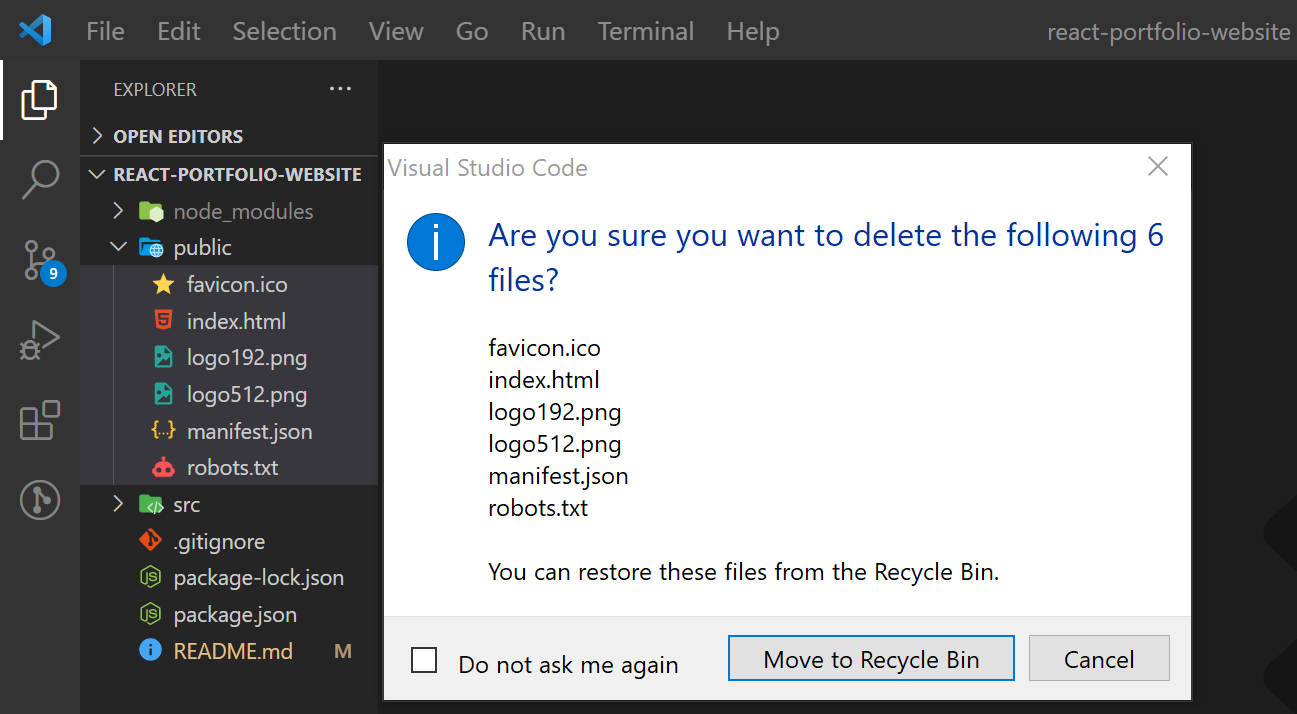 File Edit Selection View Go Run Terminal Help react-portfolio-website
EXPLORER
OPEN EDITORS
REACT-PORTFOLIO-WEBSITE
node_modules
public
favicon.ico
index.html
logo192.png
logo512.png
manifest.json
robots.txt
src
.gitignore
package-lock.json
package.json
README.md M
9
Visual Studio Code
Are you sure you want to delete the following 6
files?
favicon.ico
index.html
logo192.png
logo512.png
manifest.json
robots.txt
You can restore these files from the Recycle Bin.
Do not ask me again Move to Recycle Bin Cancel